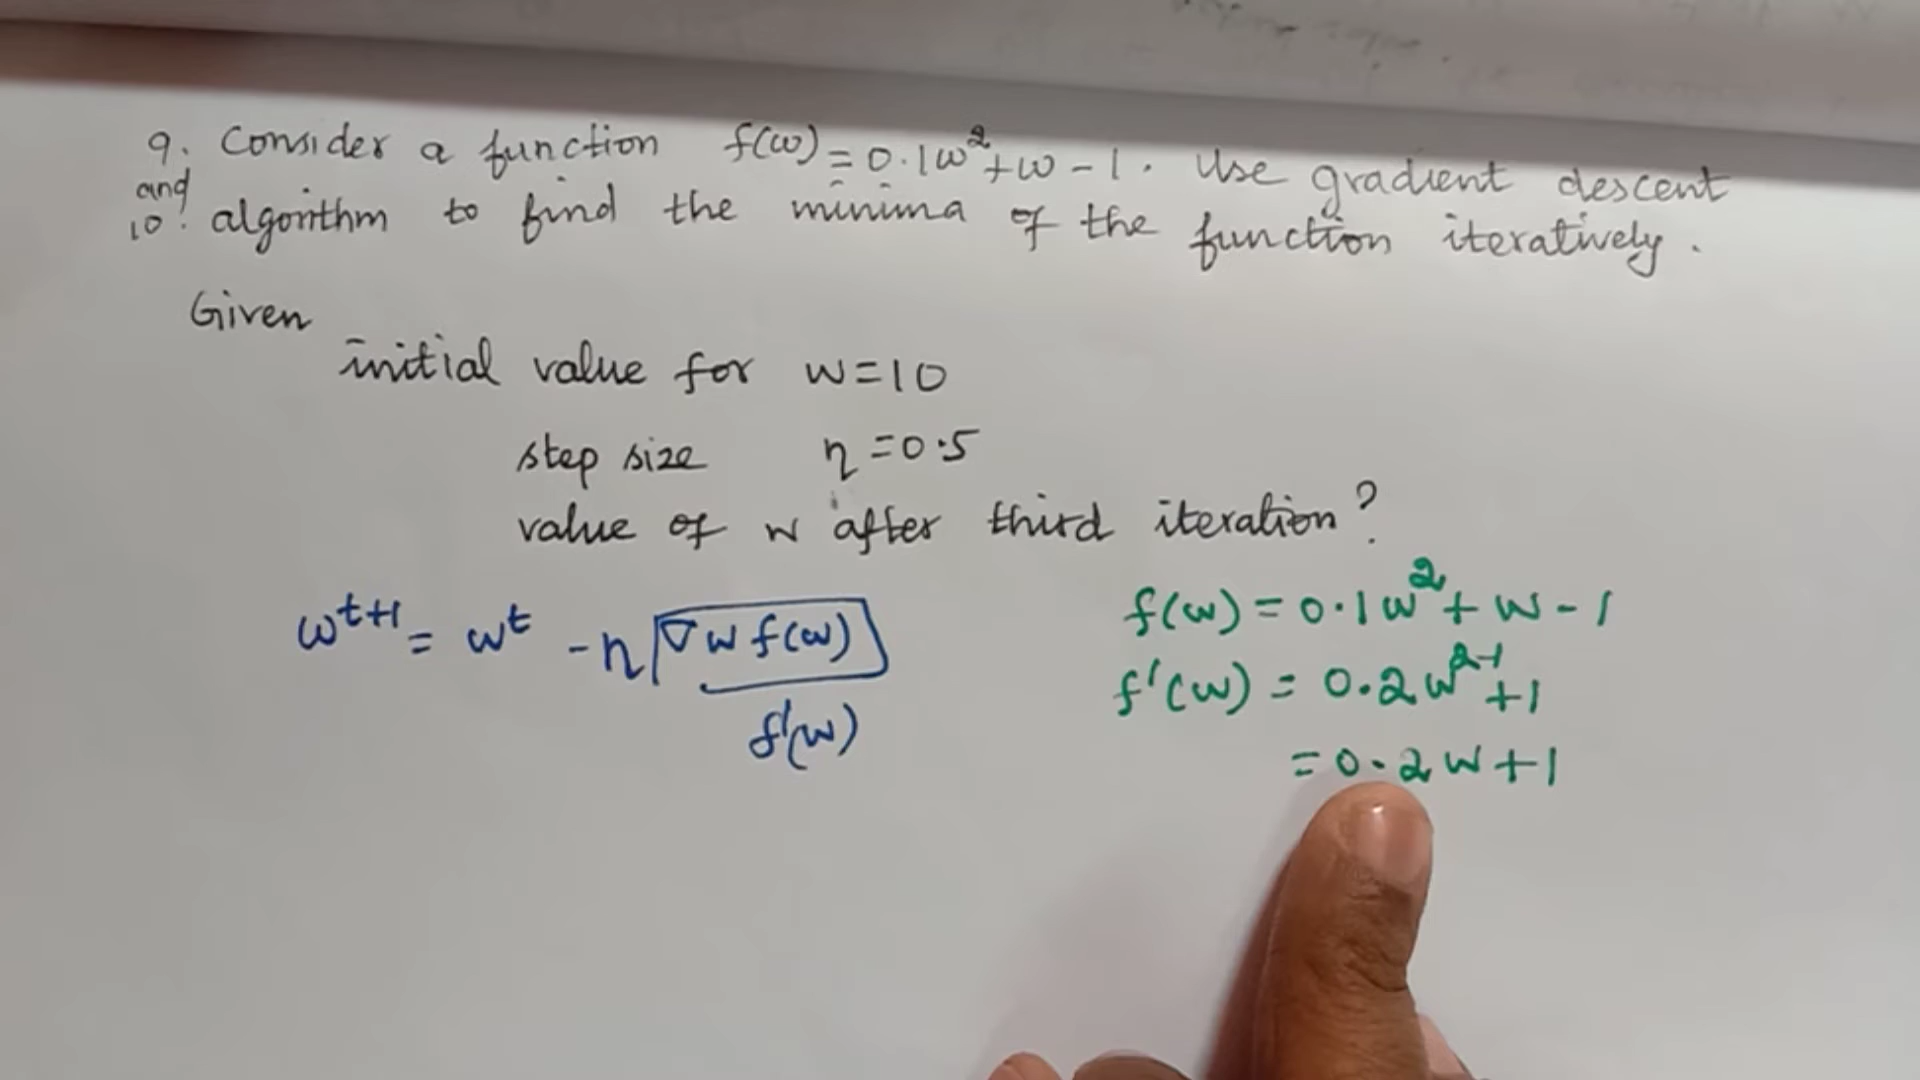 9. Consider a function f(w) = 0.1w²+w-1. Use gradient descent
and
10. algorithm to find the minima of the function iteratively.
Given
initial value for w=10
step size η=0.5
value of w after third iteration?
w^{t+1} = w^t - η ∇w f(w)
f'(w)
f(w) = 0.1w² + w - 1
f'(w) = 0.2w^{2-1} + 1
= 0.2w+1